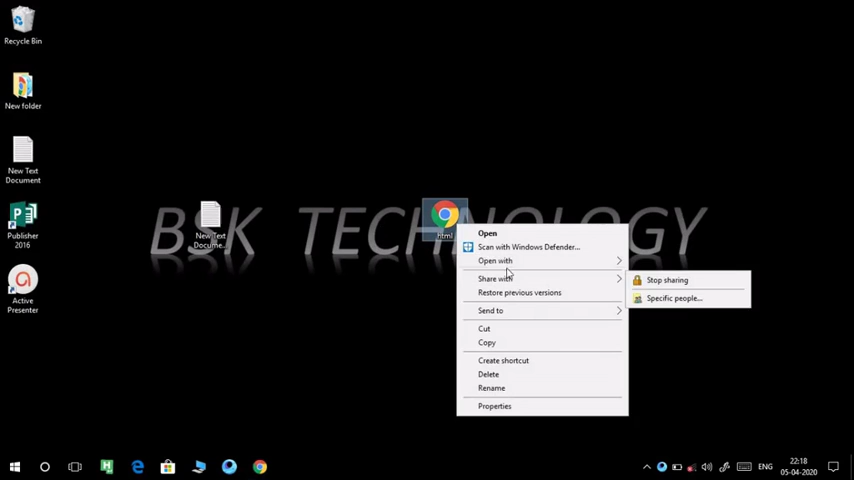 Recycle Bin
New folder
New Text
Document
Publisher
2016
Active
Presenter
BSK TECHNOLOGY
New Text
Docume...
html
Open
Scan with Windows Defender...
Open with
Share with
Restore previous versions
Send to
Cut
Copy
Create shortcut
Delete
Rename
Properties
Stop sharing
Specific people...
ENG
22:18
05-04-2020